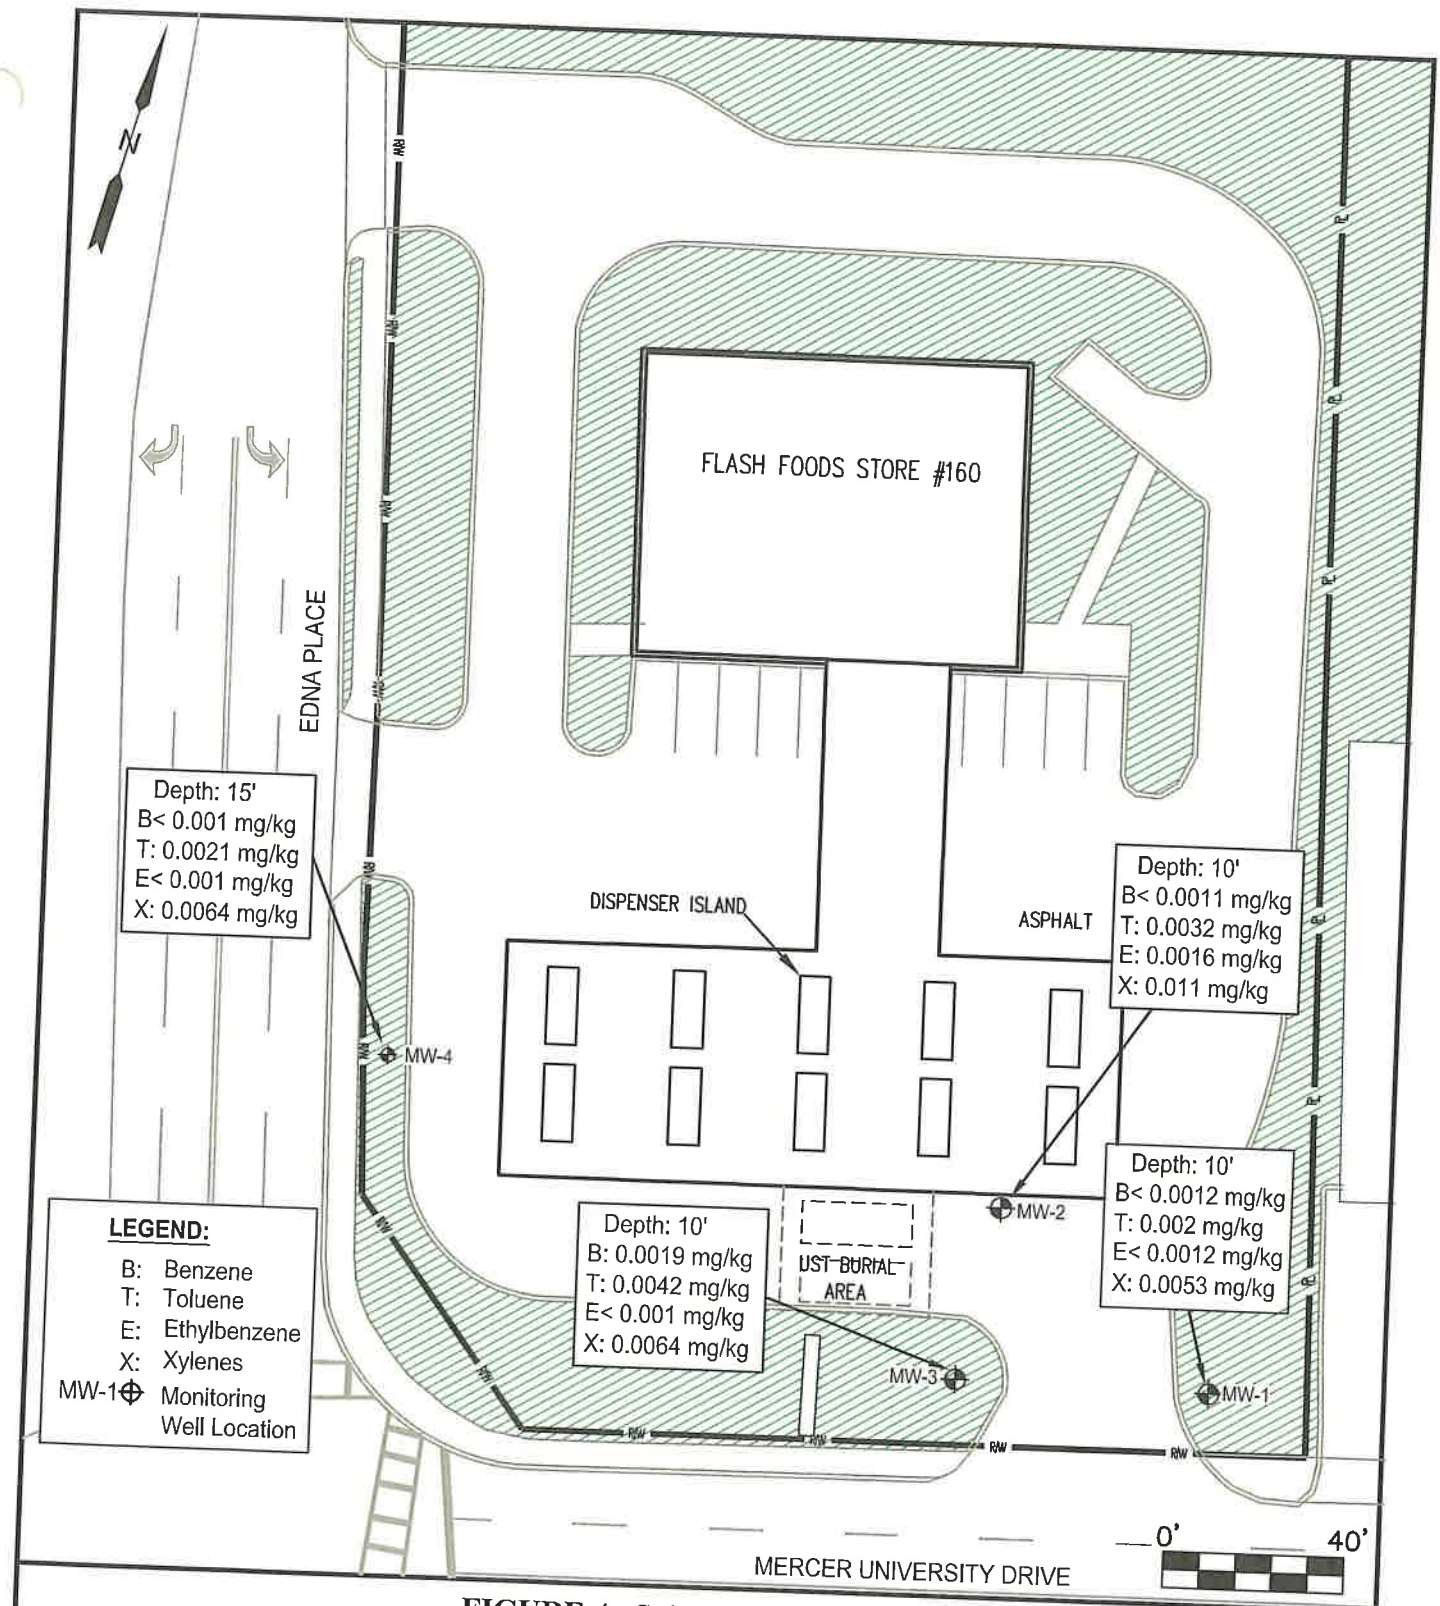 N
R/W
R/W
R/W
R/W
R/W
R/W
R/W
R/W
R/W
R/W
R/W
R/W
PL
PL
PL
PL
PL
PL
FLASH FOODS STORE #160
EDNA PLACE
Depth: 15'
B< 0.001 mg/kg
T: 0.0021 mg/kg
E< 0.001 mg/kg
X: 0.0064 mg/kg
DISPENSER ISLAND
ASPHALT
Depth: 10'
B< 0.0011 mg/kg
T: 0.0032 mg/kg
E: 0.0016 mg/kg
X: 0.011 mg/kg
MW-4
MW-2
Depth: 10'
B< 0.0012 mg/kg
T: 0.002 mg/kg
E< 0.0012 mg/kg
X: 0.0053 mg/kg
Depth: 10'
B: 0.0019 mg/kg
T: 0.0042 mg/kg
E< 0.001 mg/kg
X: 0.0064 mg/kg
UST BURIAL
AREA
MW-3
MW-1
LEGEND:
B: Benzene
T: Toluene
E: Ethylbenzene
X: Xylenes
MW-1 Monitoring
Well Location
0' 40'
MERCER UNIVERSITY DRIVE